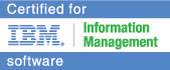 Certified for
IBM® Information
Management
software